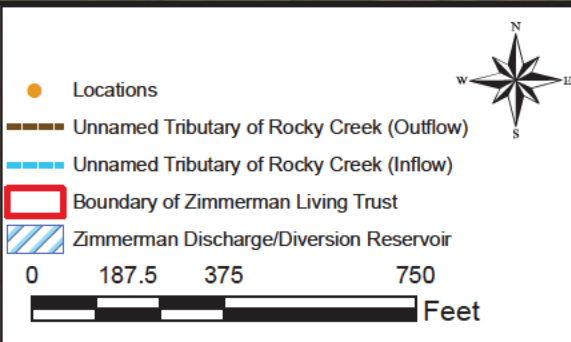 N
W E
S
Locations
Unnamed Tributary of Rocky Creek (Outflow)
Unnamed Tributary of Rocky Creek (Inflow)
Boundary of Zimmerman Living Trust
Zimmerman Discharge/Diversion Reservoir
0 187.5 375 750
Feet